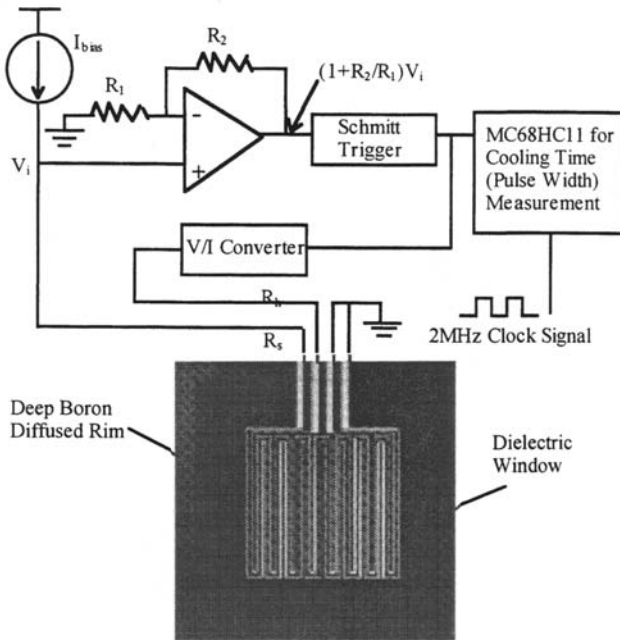 I bias
R2
R1
(1+R2/R1)Vi
-
+
Vi
Schmitt
Trigger
MC68HC11 for
Cooling Time
(Pulse Width)
Measurement
V/I Converter
Rh
2MHz Clock Signal
Rs
Deep Boron
Diffused Rim
Dielectric
Window